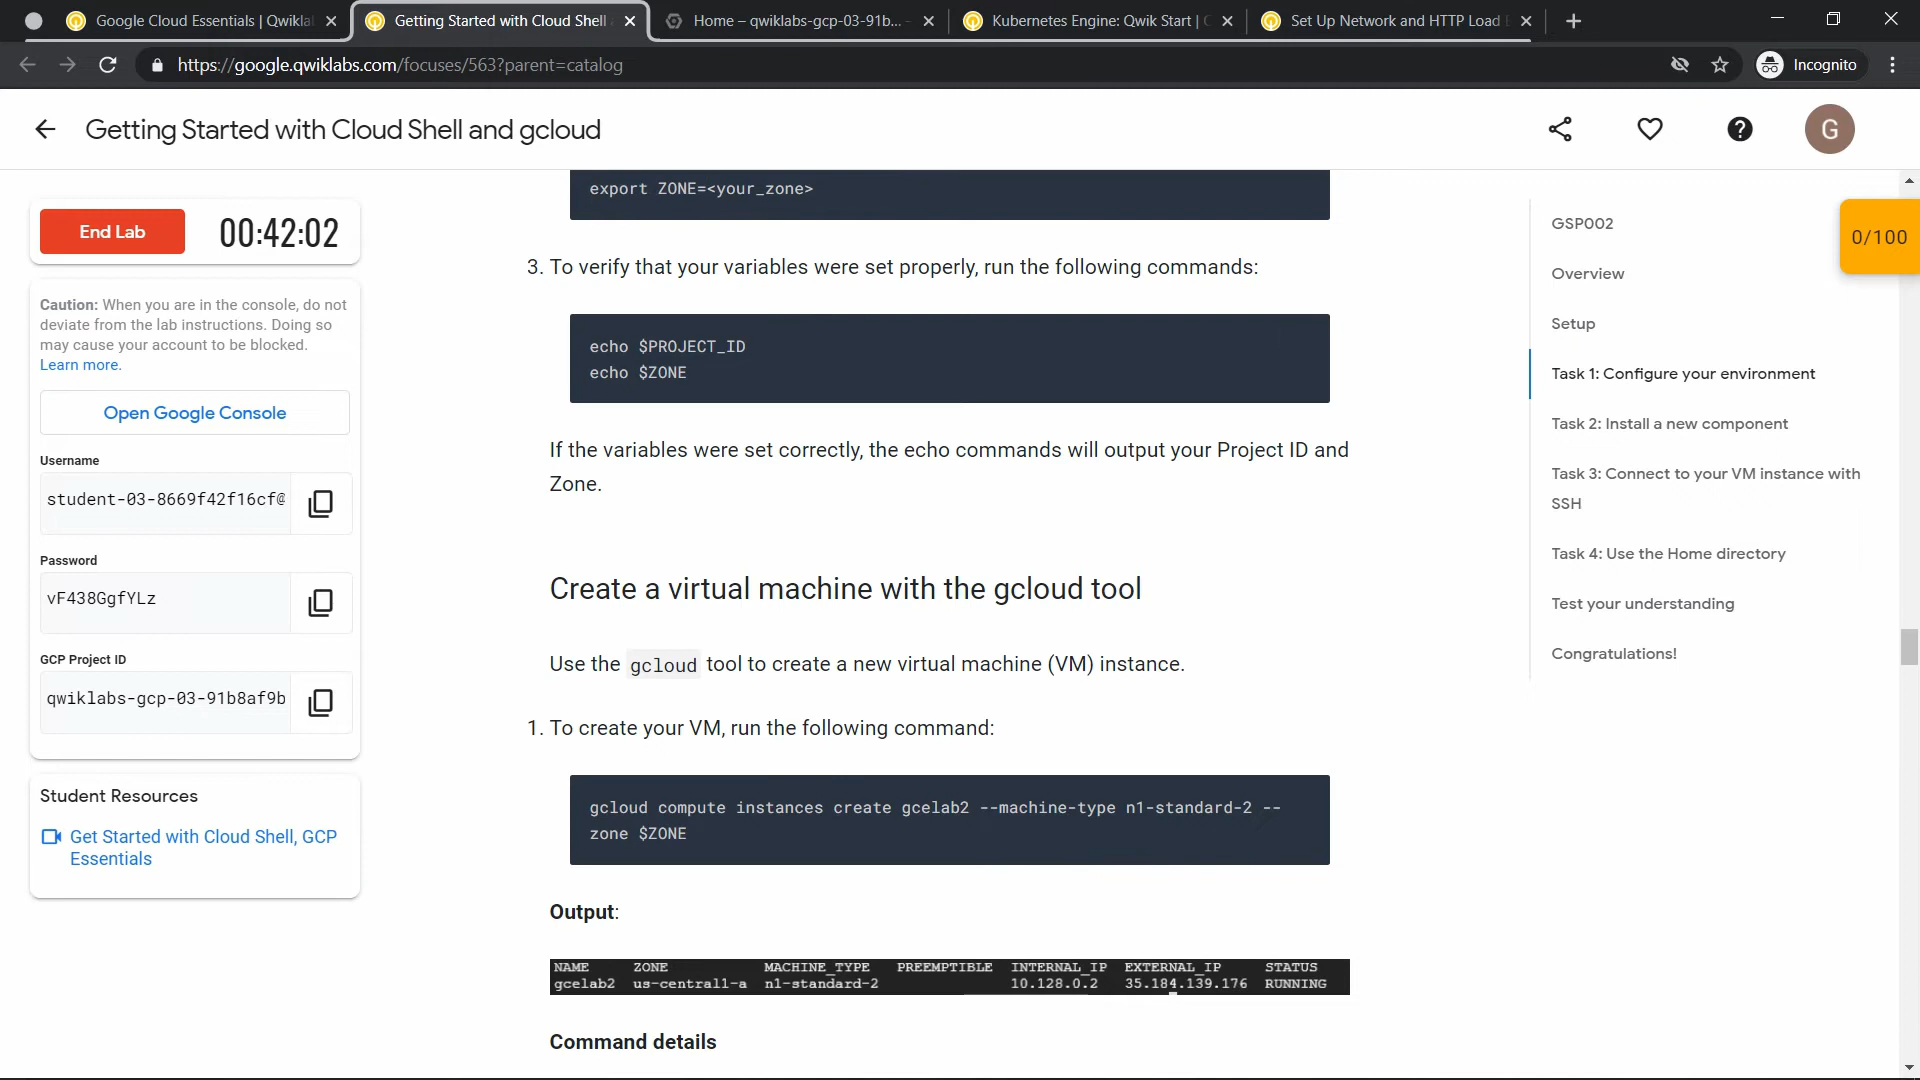 Google Cloud Essentials | Qwikla
Getting Started with Cloud Shell
Home – qwiklabs-gcp-03-91b...
Kubernetes Engine: Qwik Start |
Set Up Network and HTTP Load
https://google.qwiklabs.com/focuses/563?parent=catalog
Incognito
Getting Started with Cloud Shell and gcloud
G
End Lab
00:42:02
Caution: When you are in the console, do not
deviate from the lab instructions. Doing so
may cause your account to be blocked.
Learn more.
Open Google Console
Username
student-03-8669f42f16cf@
Password
vF438GgfYLz
GCP Project ID
qwiklabs-gcp-03-91b8af9b
Student Resources
Get Started with Cloud Shell, GCP
Essentials
export ZONE=<your_zone>
3. To verify that your variables were set properly, run the following commands:
echo $PROJECT_ID
echo $ZONE
If the variables were set correctly, the echo commands will output your Project ID and
Zone.
Create a virtual machine with the gcloud tool
Use the gcloud tool to create a new virtual machine (VM) instance.
1. To create your VM, run the following command:
gcloud compute instances create gcelab2 --machine-type n1-standard-2 --
zone $ZONE
Output:
NAME ZONE MACHINE_TYPE PREEMPTIBLE INTERNAL_IP EXTERNAL_IP STATUS
gcelab2 us-central1-a n1-standard-2 10.128.0.2 35.184.139.176 RUNNING
Command details
GSP002
Overview
Setup
Task 1: Configure your environment
Task 2: Install a new component
Task 3: Connect to your VM instance with
SSH
Task 4: Use the Home directory
Test your understanding
Congratulations!
0/100